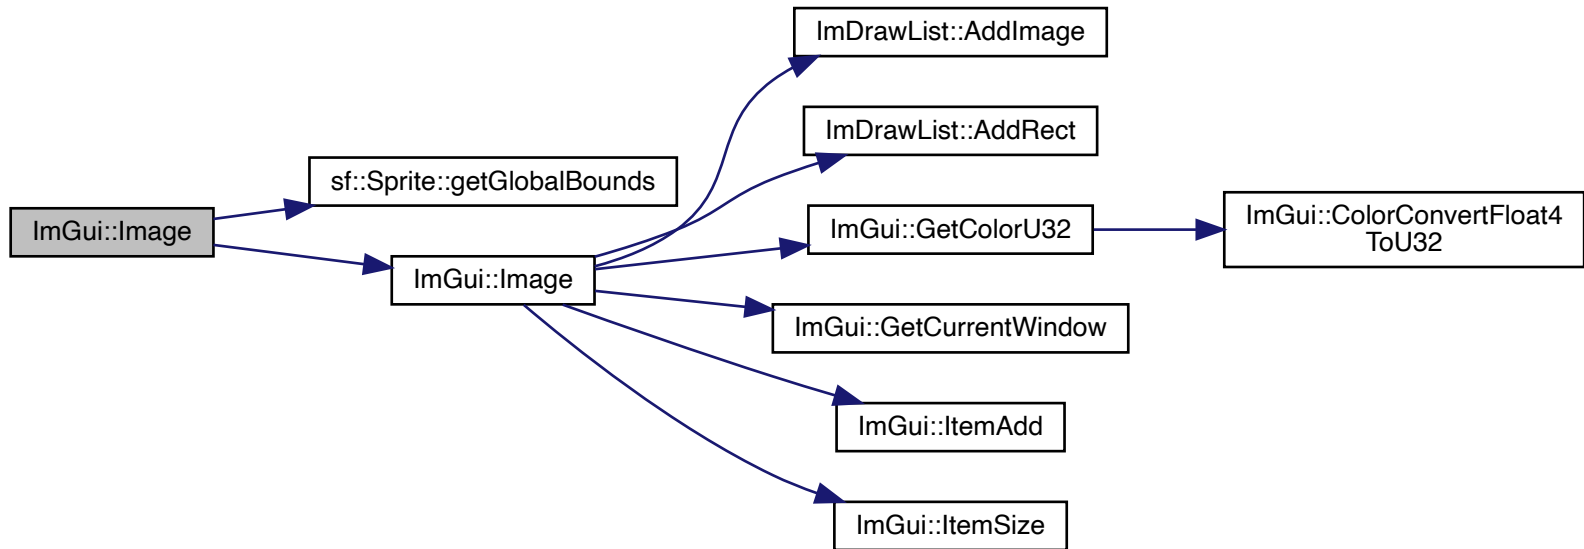 ImGui::Image
sf::Sprite::getGlobalBounds
ImGui::Image
ImDrawList::AddImage
ImDrawList::AddRect
ImGui::GetColorU32
ImGui::GetCurrentWindow
ImGui::ItemAdd
ImGui::ItemSize
ImGui::ColorConvertFloat4
ToU32